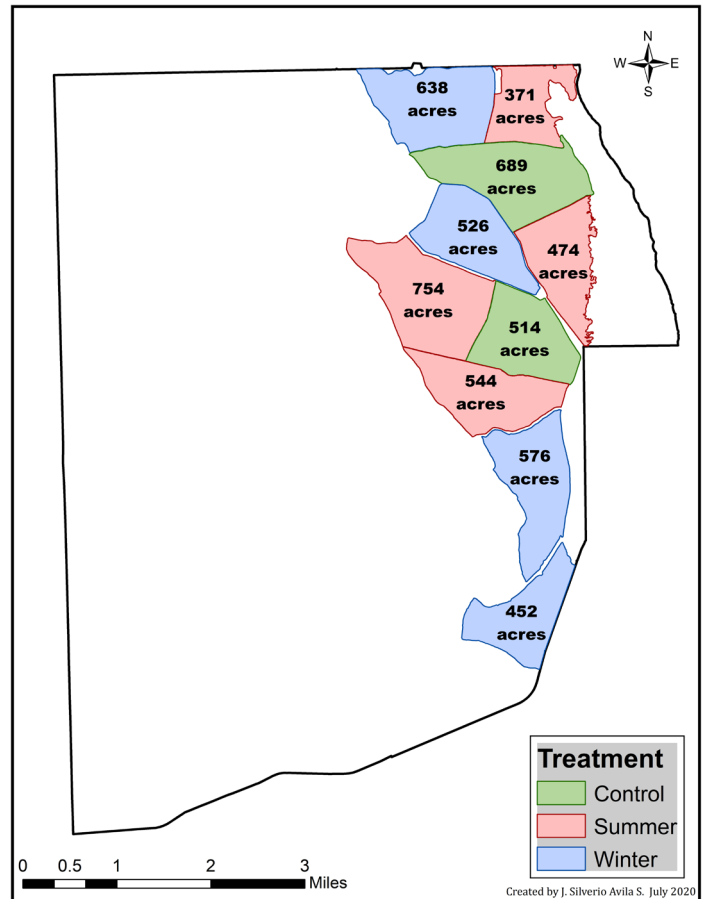 N
W E
S
638
acres
371
acres
689
acres
526
acres
474
acres
754
acres
514
acres
544
acres
576
acres
452
acres
Treatment
Control
Summer
Winter
0 0.5 1 2 3
Miles
Created by J. Silverio Avila S. July 2020